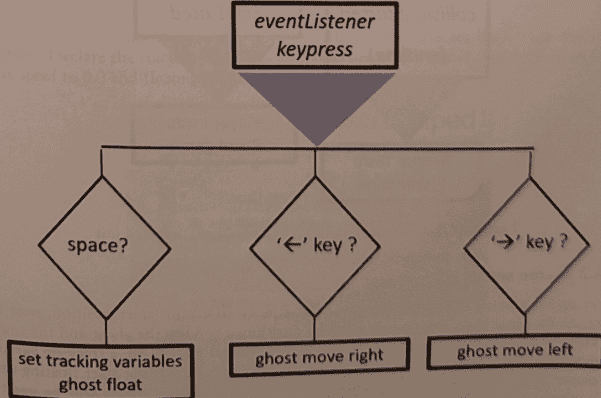 eventListener
keypress
space?
'←' key ?
'→' key ?
set tracking variables
ghost float
ghost move right
ghost move left